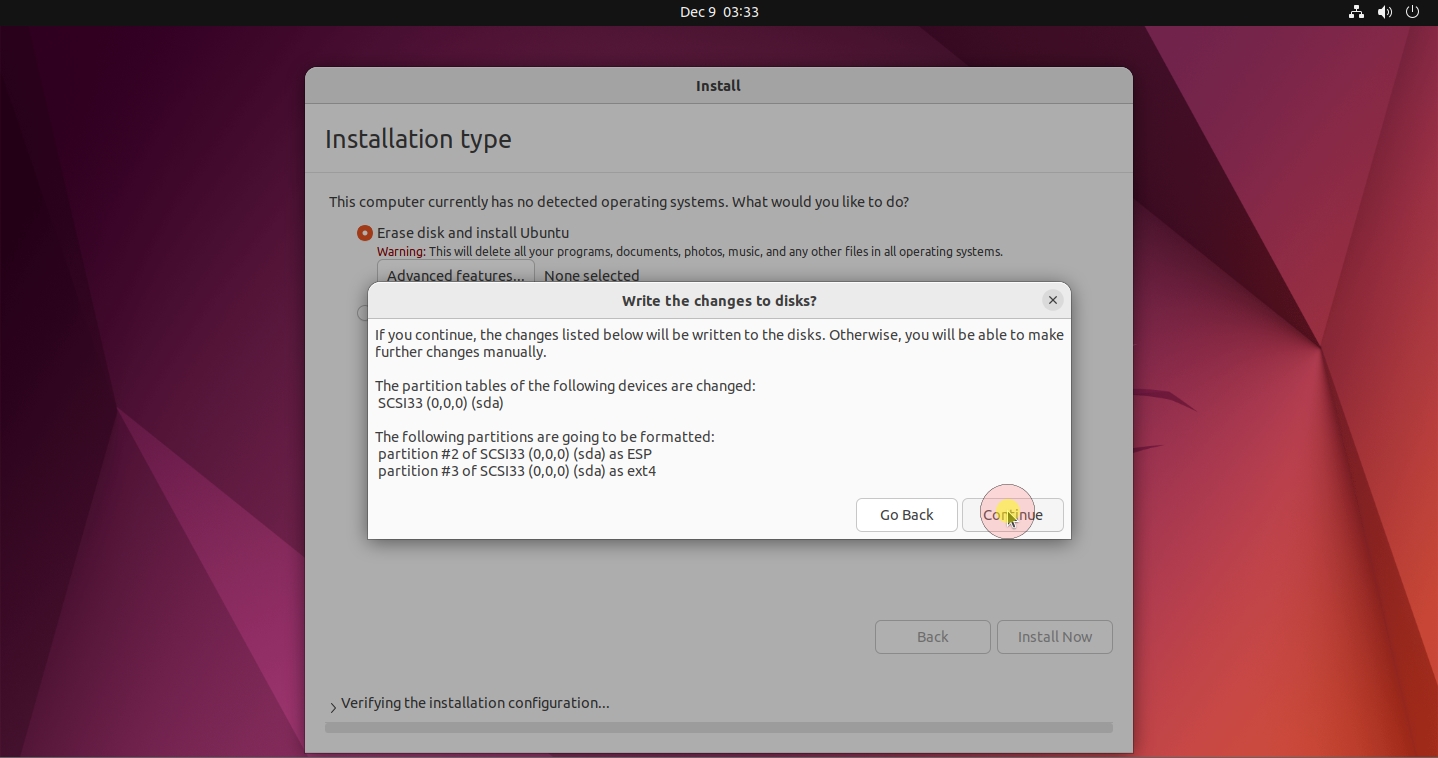 Dec 9 03:33
Install
Installation type
This computer currently has no detected operating systems. What would you like to do?
Erase disk and install Ubuntu
Warning: This will delete all your programs, documents, photos, music, and any other files in all operating systems.
Advanced features... None selected
Write the changes to disks?
If you continue, the changes listed below will be written to the disks. Otherwise, you will be able to make
further changes manually.
The partition tables of the following devices are changed:
SCSI33 (0,0,0) (sda)
The following partitions are going to be formatted:
partition #2 of SCSI33 (0,0,0) (sda) as ESP
partition #3 of SCSI33 (0,0,0) (sda) as ext4
Go Back Continue
Back Install Now
Verifying the installation configuration...